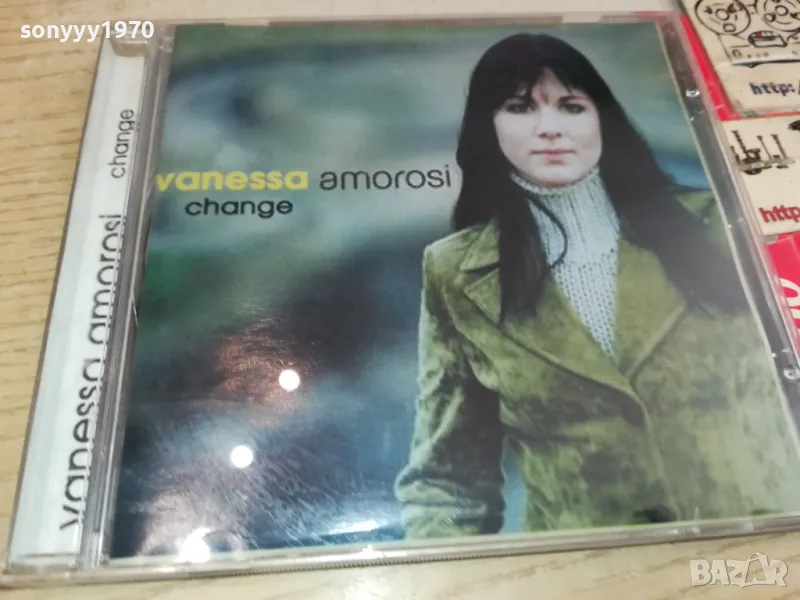 sonyyy1970
vanessa amorosi
change
vanessa amorosi change
http:/
http:
BAZAR